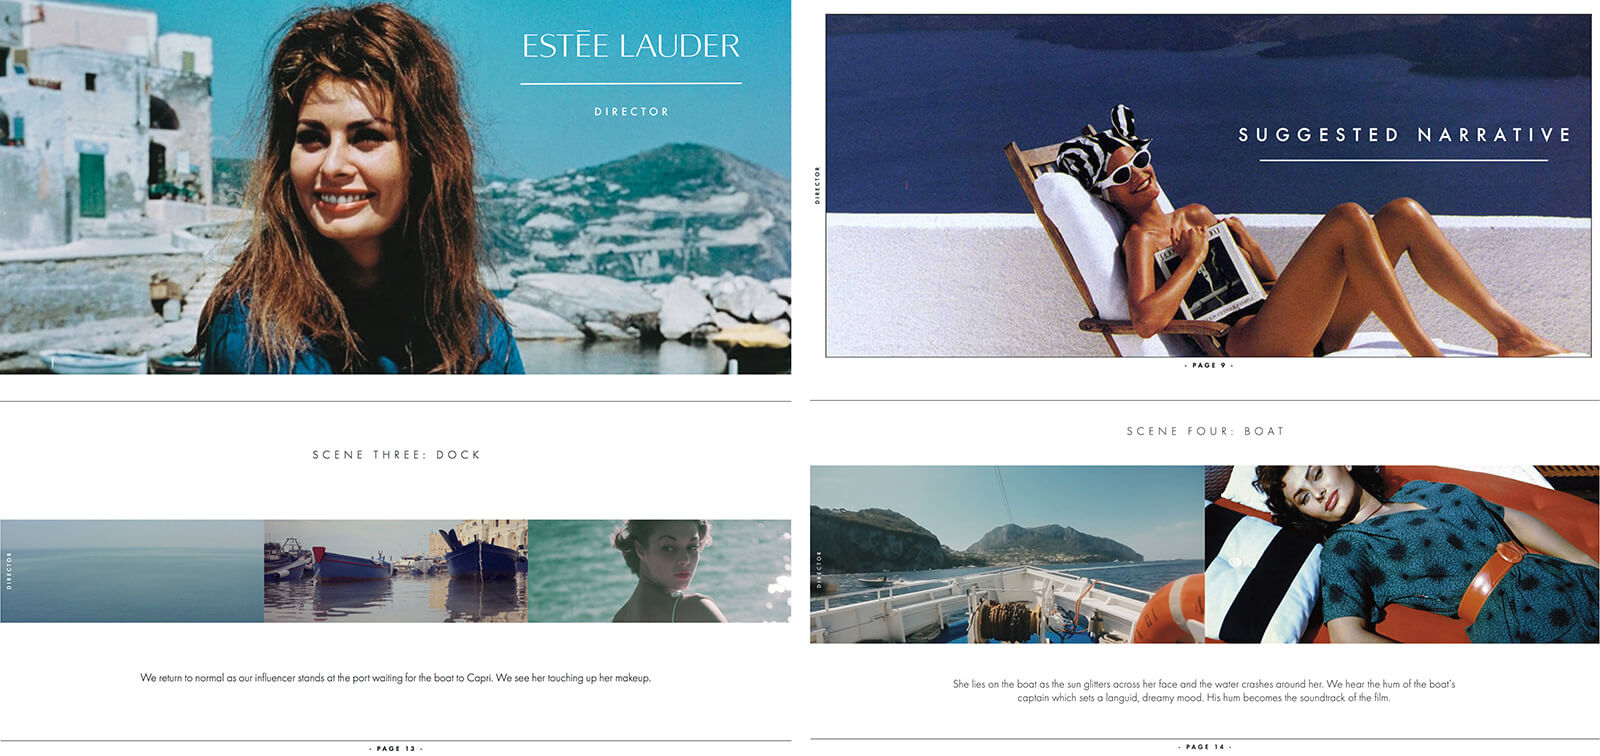 ESTĒE LAUDER
DIRECTOR
DIRECTOR
SUGGESTED NARRATIVE
- PAGE 9 -
SCENE THREE: DOCK
DIRECTOR
We return to normal as our influencer stands at the port waiting for the boat to Capri. We see her touching up her makeup.
- PAGE 13 -
SCENE FOUR: BOAT
DIRECTOR
She lies on the boat as the sun glitters across her face and the water crashes around her. We hear the hum of the boat's
captain which sets a languid, dreamy mood. His hum becomes the soundtrack of the film.
- PAGE 14 -